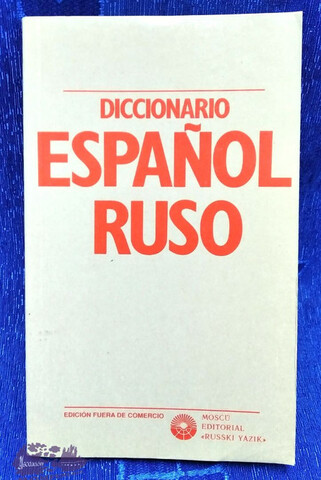 DICCIONARIO
ESPAÑOL
RUSO
EDICIÓN FUERA DE COMERCIO
MOSCÚ
EDITORIAL
«RUSSKI YAZIK»